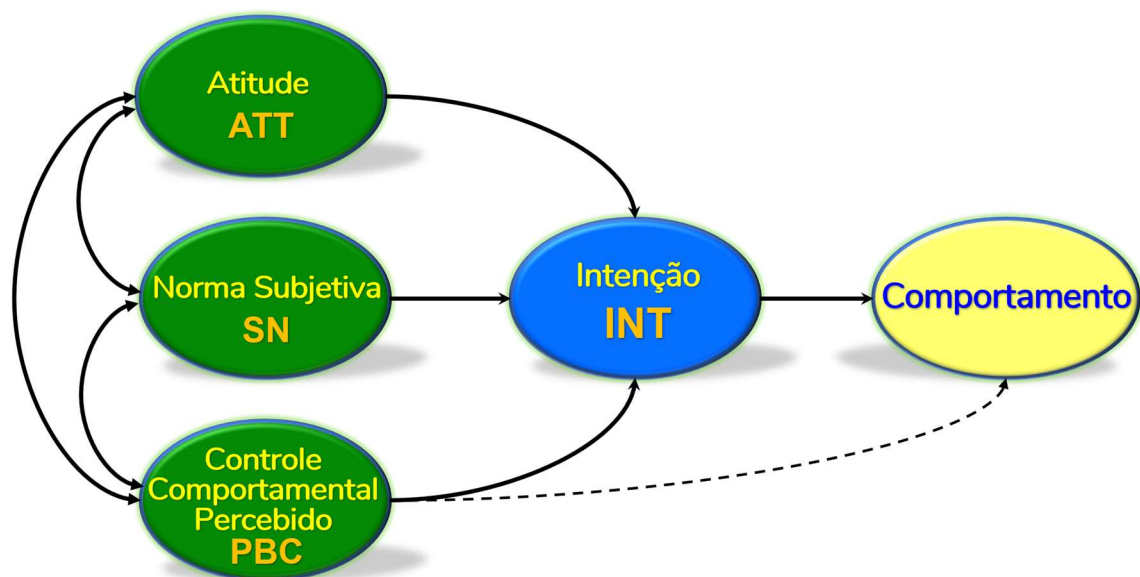 Atitude
ATT
Norma Subjetiva
SN
Controle
Comportamental
Percebido
PBC
Intenção
INT
Comportamento